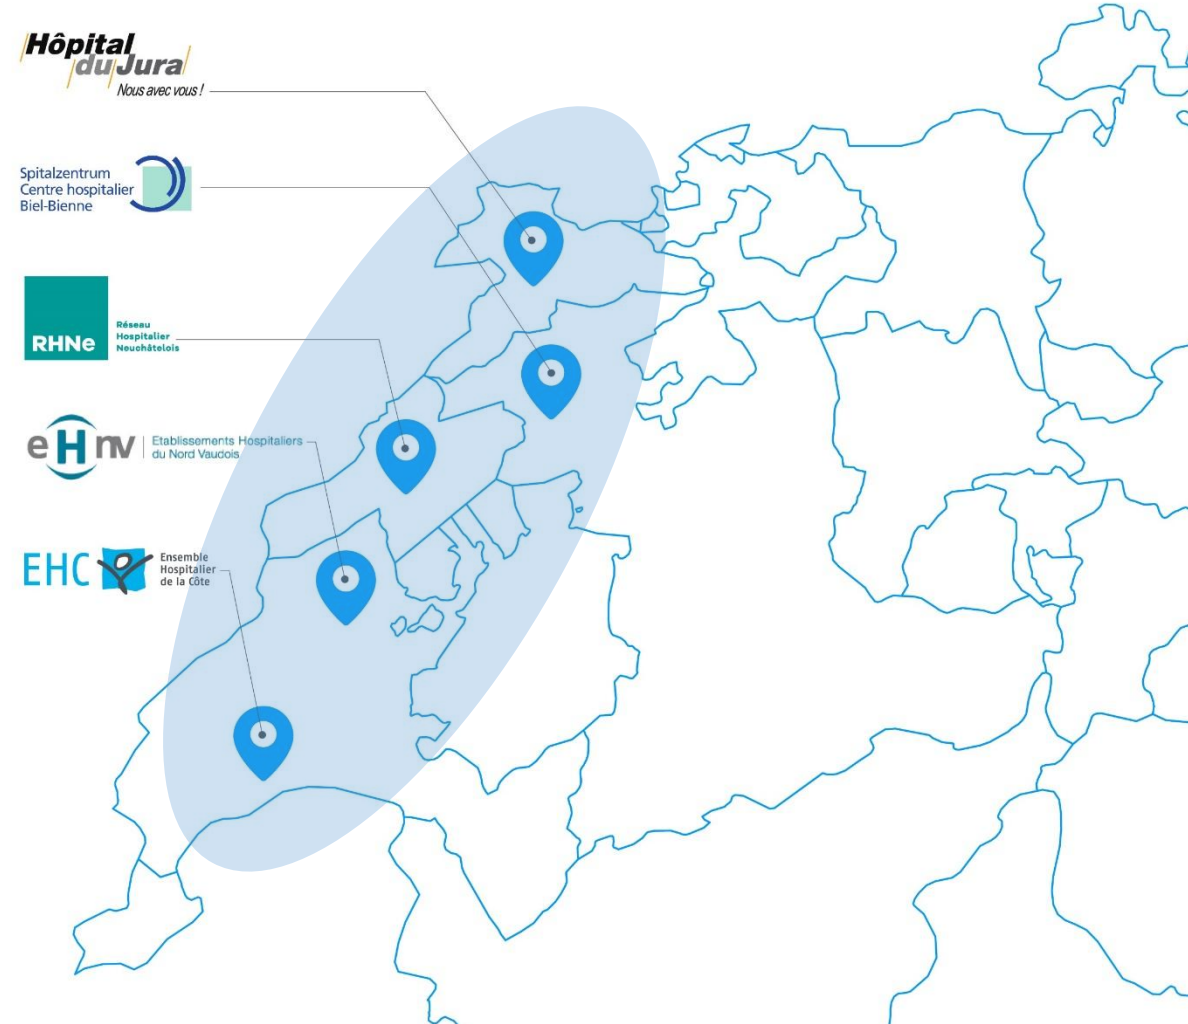 Hôpital
du Jura
Nous avec vous !
Spitalzentrum
Centre hospitalier
Biel-Bienne
RHNe
Réseau
Hospitalier
Neuchâtelois
eHnv
Etablissements Hospitaliers
du Nord Vaudois
EHC
Ensemble
Hospitalier
de la Côte